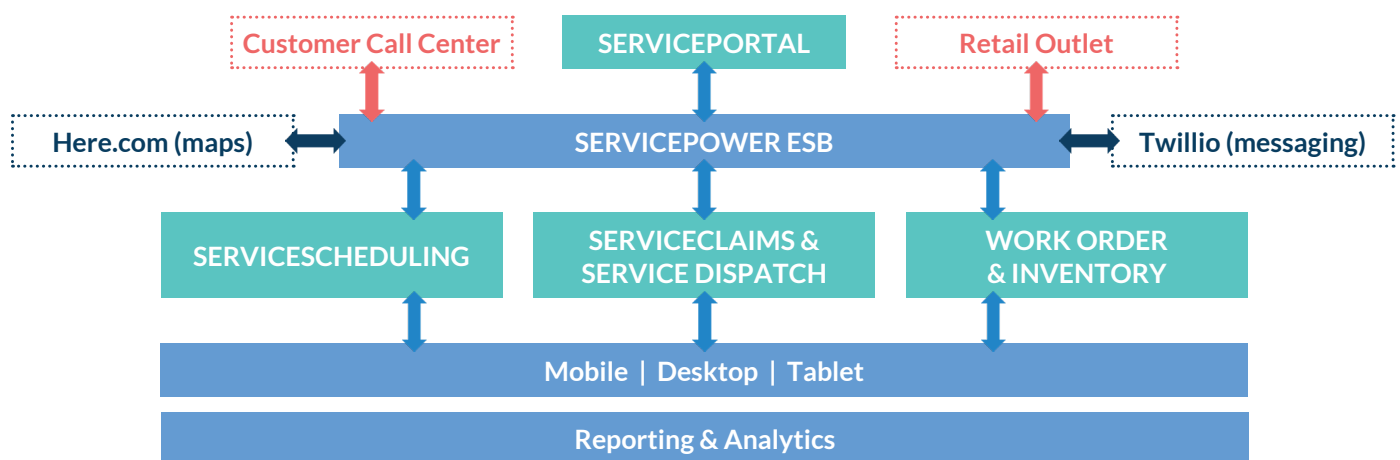 Customer Call Center
SERVICEPORTAL
Retail Outlet
Here.com (maps)
SERVICEPOWER ESB
Twillio (messaging)
SERVICESCHEDULING
SERVICECLAIMS &
SERVICE DISPATCH
WORK ORDER
& INVENTORY
Mobile | Desktop | Tablet
Reporting & Analytics